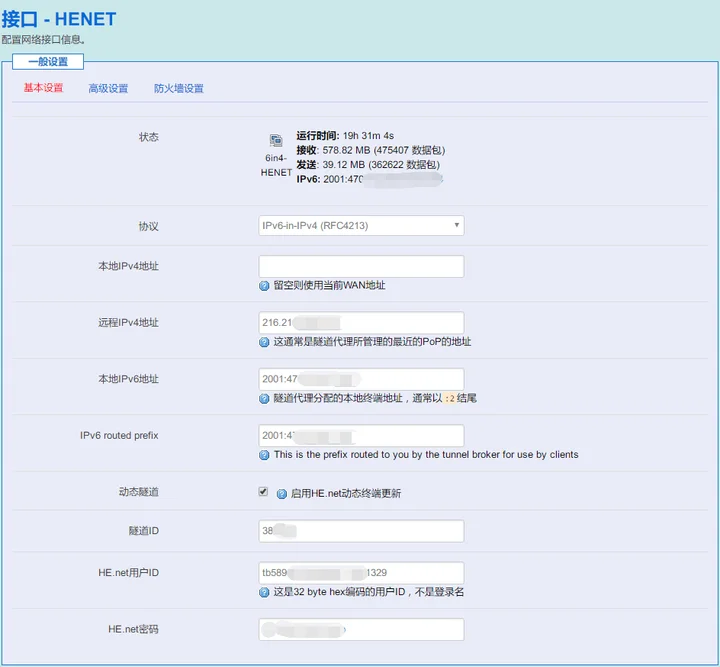 接口 - HENET
配置网络接口信息。
一般设置
基本设置 高级设置 防火墙设置
状态
6in4-
HENET
运行时间: 19h 31m 4s
接收: 578.82 MB (475407 数据包)
发送: 39.12 MB (362622 数据包)
IPv6: 2001:470
协议 IPv6-in-IPv4 (RFC4213)
本地IPv4地址
留空则使用当前WAN地址
远程IPv4地址 216.21
这通常是隧道代理所管理的最近的PoP的地址
本地IPv6地址 2001:47
隧道代理分配的本地终端地址，通常以 :2 结尾
IPv6 routed prefix 2001:4
This is the prefix routed to you by the tunnel broker for use by clients
动态隧道 启用HE.net动态终端更新
隧道ID 38
HE.net用户ID tb589 1329
这是32 byte hex编码的用户ID，不是登录名
HE.net密码